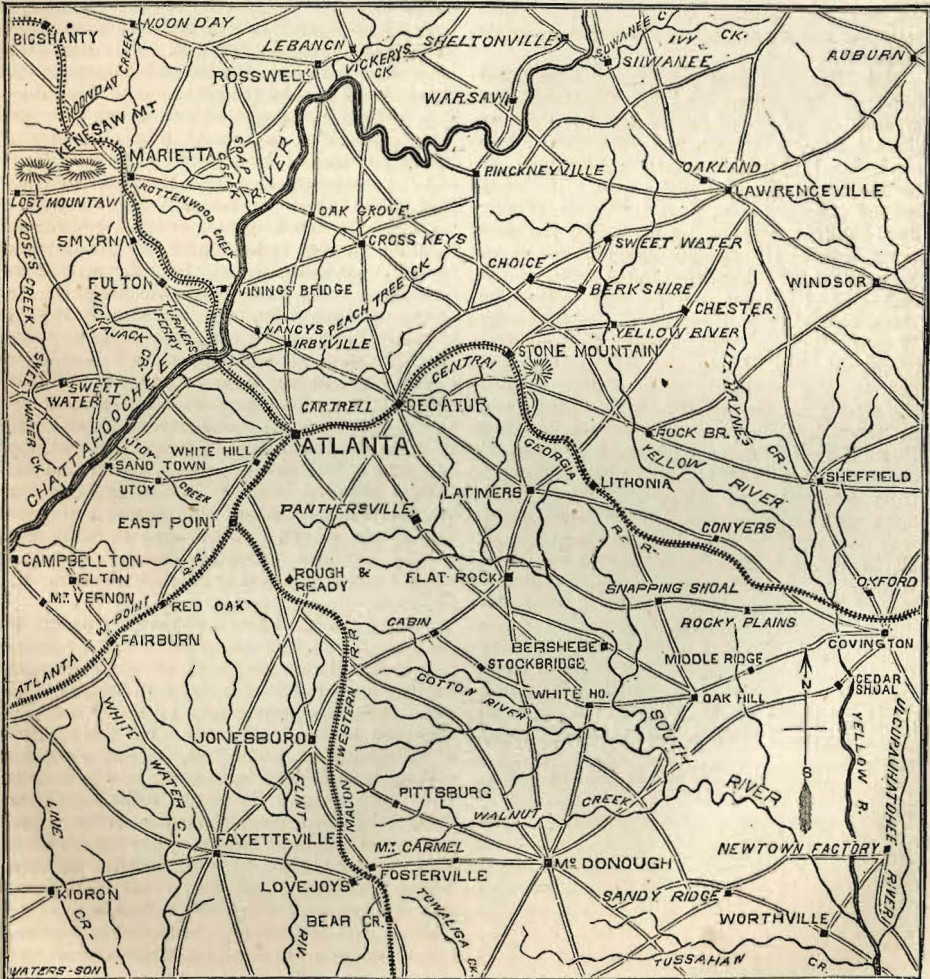 NOON DAY
BIGSHANTY
LEBANCN
SHELTONVILLE
SUWANEE C
IVY CK.
AUBURN
ROSSWELL
VICKERYS
CK
SUWANEE
NOONDAY CREEK
WARSAW
KENESAW MT
MARIETTA
SOAP
CREEK
RIVER
PINCKNEYVILLE
OAKLAND
LAWRENCEVILLE
LOST MOUNTAIN
ROTTENWOOD CREEK
OAK GROVE
SMYRNA
CROSS KEYS
SWEET WATER
NOSES CREEK
FULTON
VININGS BRIDGE
CHOICE
BERKSHIRE
WINDSOR
NICKAJACK
CR.
TURNERS
FERRY
NANCYS
PEACH TREE CK
IRBYVILLE
CHESTER
YELLOW RIVER
STONE MOUNTAIN
LIT. HAYNES
CR-
SWEET
WATER T
SWEET
WATER CK
CHATTAHOOCHEE
CENTRAL
CARTRELL
DECATUR
ATLANTA
ROCK BR.
WHITE HILL
GEORGIA
YELLOW
RIVER
UTOY
CREEK
SAND TOWN
UTOY
LATIMERS
LITHONIA
SHEFFIELD
EAST POINT
PANTHERSVILLE
R.R.
CONYERS
CAMPBELLTON
ELTON
MT. VERNON
R.R.
ROUGH &
READY
FLAT ROCK
SNAPPING SHOAL
OXFORD
W-POINT
RED OAK
ROCKY PLAINS
FAIRBURN
CABIN
BERSHEBE
COVINGTON
R.R
STOCKBRIDGE
MIDDLE RIDGE
ATLANTA
COTTON
RIVER
WHITE HO.
OAK HILL
N
CEDAR
SHOAL
WHITE
WATER C.
JONESBORO
WESTERN
SOUTH
RIVER
YELLOW R.
ULCUPAUHATOHEE
RIVER
S
FLINT
RIV.
MACON
PITTSBURG
WALNUT
CREEK
LINE
CR-
FAYETTEVILLE
MT. CARMEL
Mc DONOUGH
NEWTOWN FACTORY
FOSTERVILLE
LOVEJOYS
KIDRON
SANDY RIDGE
BEAR CR.
TOWALIGA
CK.
WORTHVILLE
TUSSAHAN
CR.
WATERS-SON